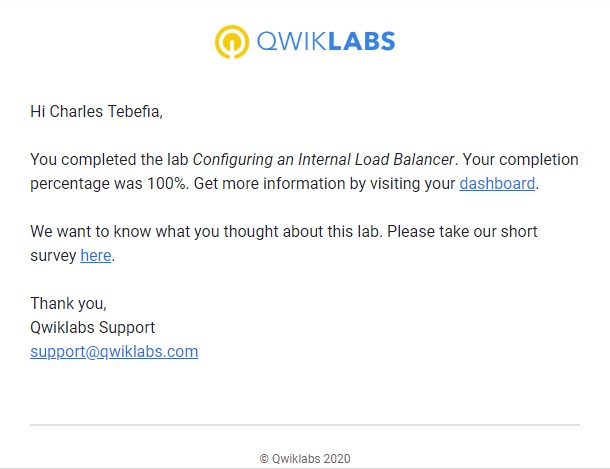 QWIKLABS
Hi Charles Tebefia,
You completed the lab Configuring an Internal Load Balancer. Your completion
percentage was 100%. Get more information by visiting your dashboard.
We want to know what you thought about this lab. Please take our short
survey here.
Thank you,
Qwiklabs Support
support@qwiklabs.com
© Qwiklabs 2020